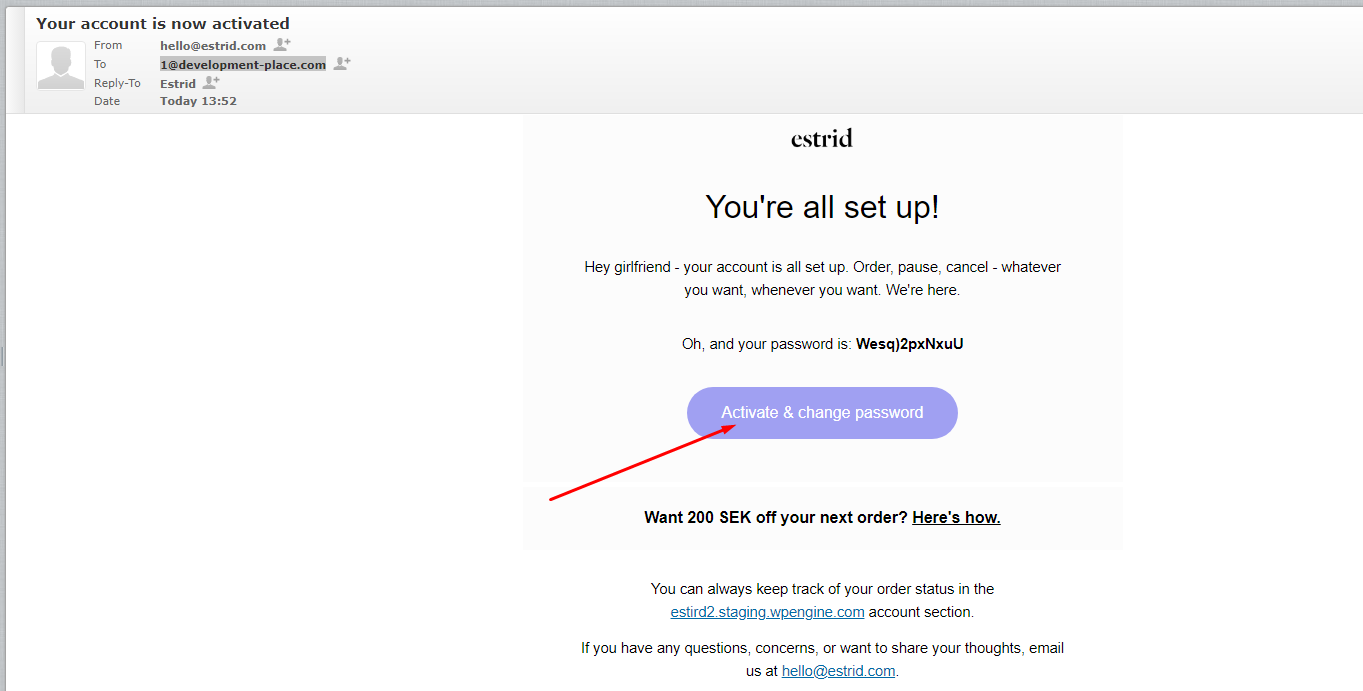 Your account is now activated
From hello@estrid.com
To 1@development-place.com
Reply-To Estrid
Date Today 13:52
estrid
You're all set up!
Hey girlfriend - your account is all set up. Order, pause, cancel - whatever
you want, whenever you want. We're here.
Oh, and your password is: Wesq)2pxNxuU
Activate & change password
Want 200 SEK off your next order? Here's how.
You can always keep track of your order status in the
estird2.staging.wpengine.com account section.
If you have any questions, concerns, or want to share your thoughts, email
us at hello@estrid.com.